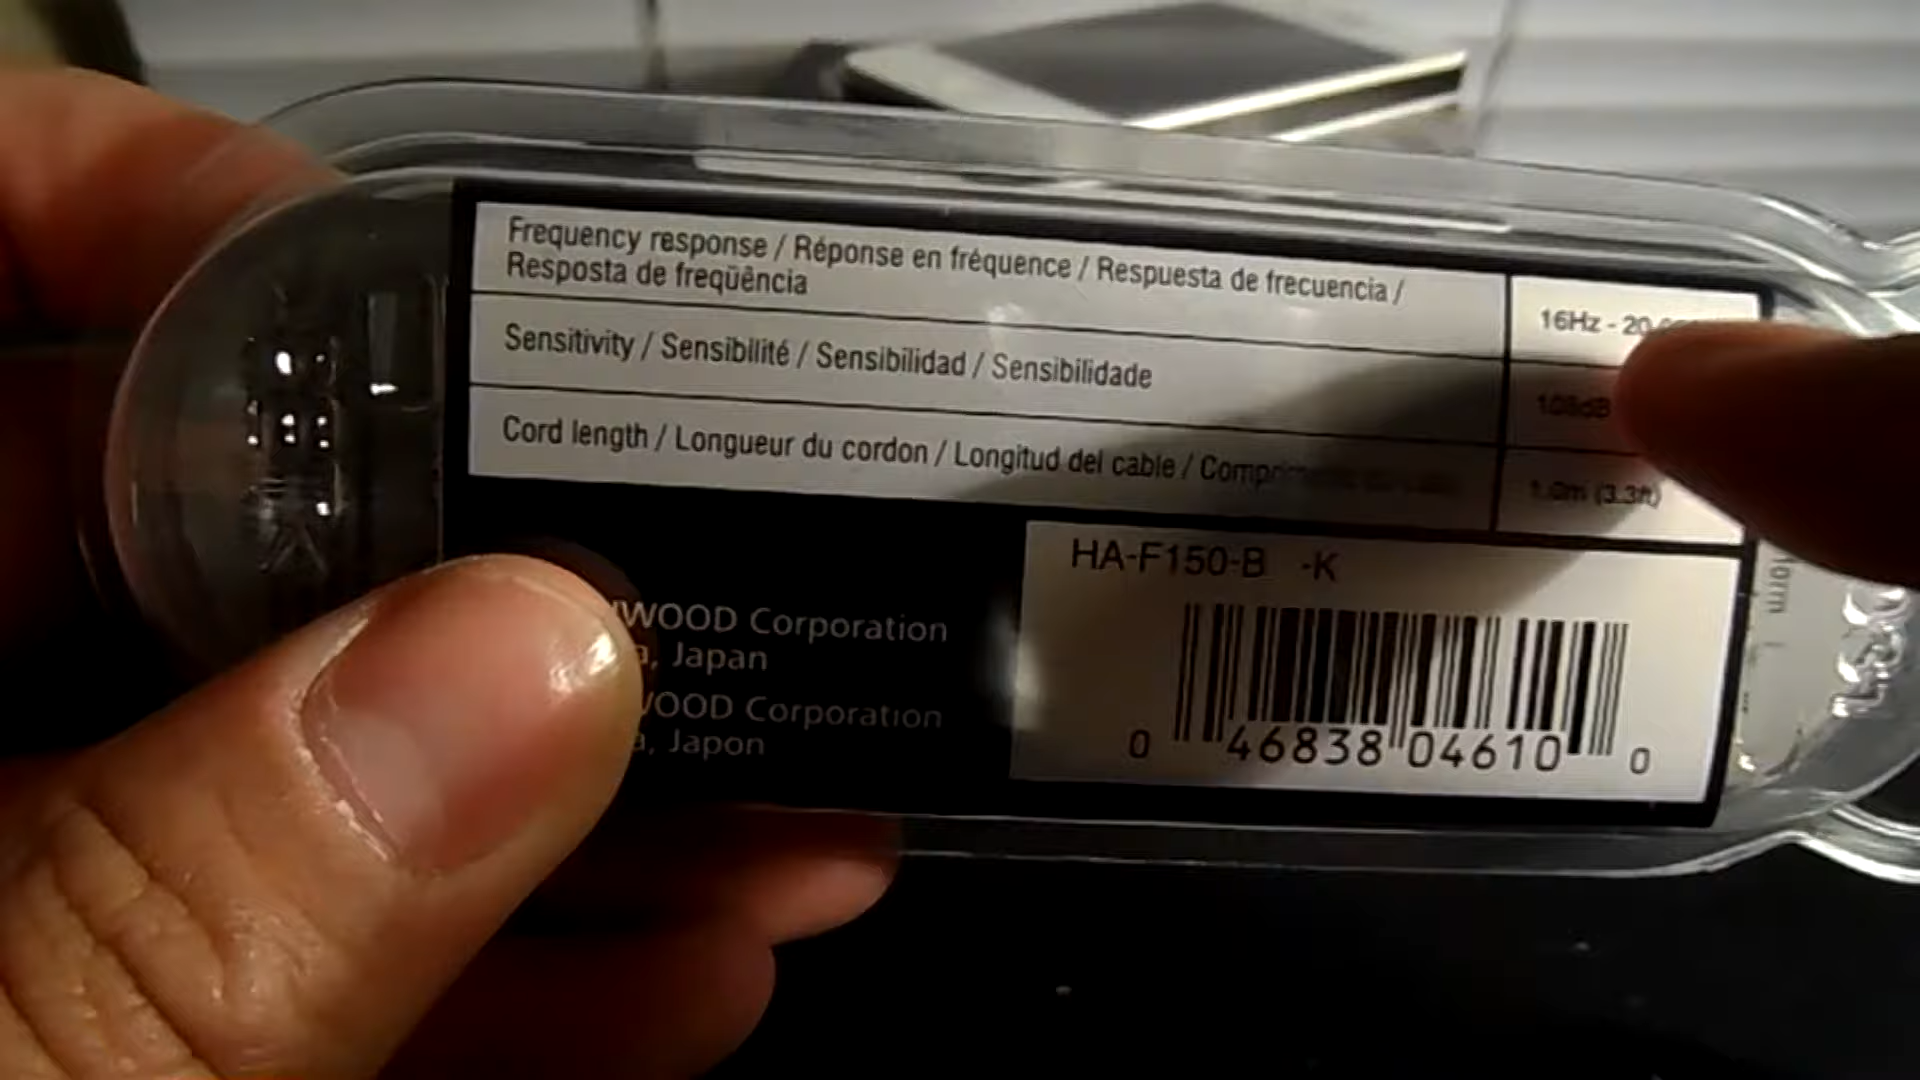 Frequency response / Réponse en fréquence / Respuesta de frecuencia /
Resposta de freqüência
16Hz - 20
Sensitivity / Sensibilité / Sensibilidad / Sensibilidade
Cord length / Longueur du cordon / Longitud del cable /
1.0m (3.3ft)
HA-F150-B -K
WOOD Corporation
a, Japan
WOOD Corporation
a, Japon
0 46838 04610 0